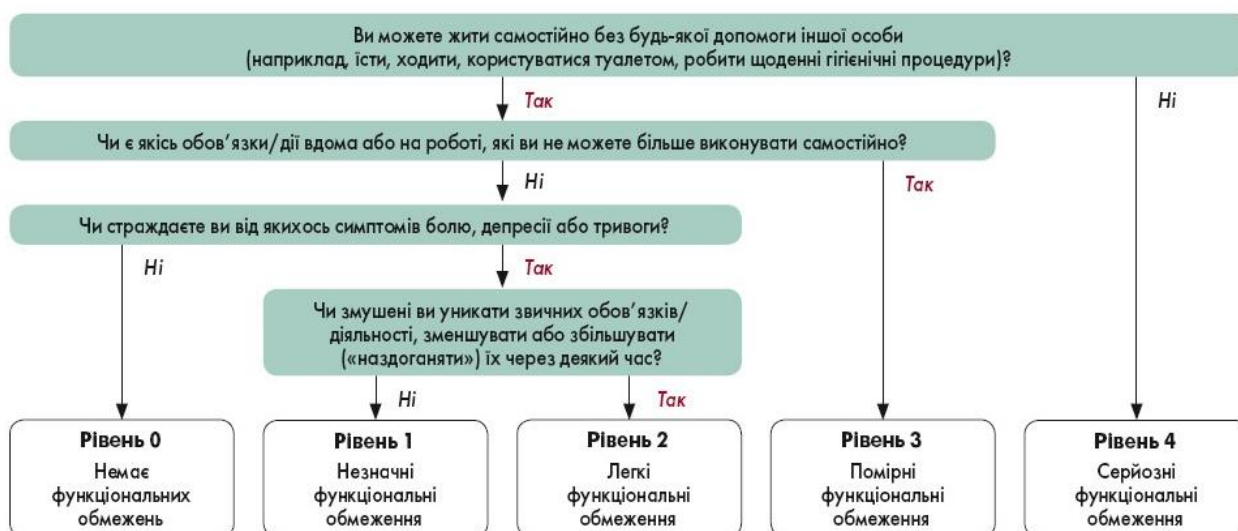 Ви можете жити самостійно без будь-якої допомоги іншої особи
(наприклад, їсти, ходити, користуватися туалетом, робити щоденні гігієнічні процедури)?
Так
Ні
Чи є якісь обов’язки/дії вдома або на роботі, які ви не можете більше виконувати самостійно?
Ні
Так
Чи страждаєте ви від якихось симптомів болю, депресії або тривоги?
Ні
Так
Чи змушені ви уникати звичних обов’язків/
діяльності, зменшувати або збільшувати
(«наздоганяти») їх через деякий час?
Ні
Так
Рівень 0
Немає
функціональних
обмежень
Рівень 1
Незначні
функціональні
обмеження
Рівень 2
Легкі
функціональні
обмеження
Рівень 3
Помірні
функціональні
обмеження
Рівень 4
Серйозні
функціональні
обмеження